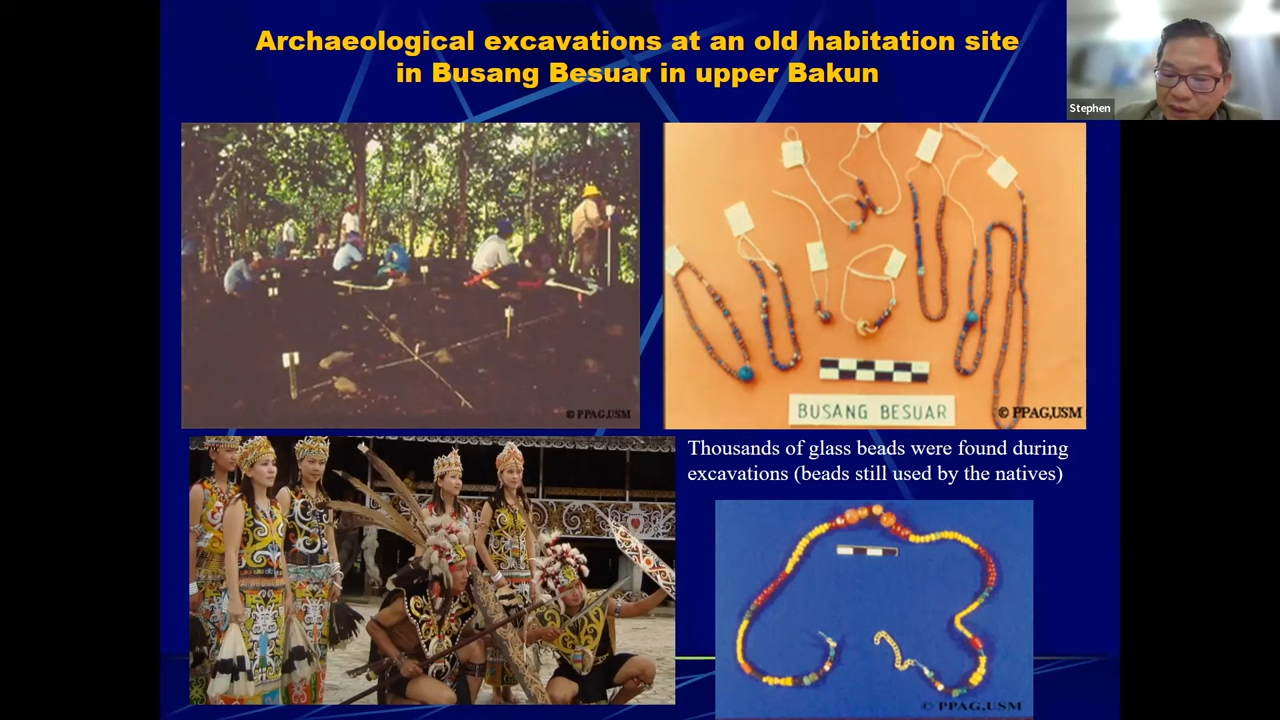 Archaeological excavations at an old habitation site
in Busang Besuar in upper Bakun
Stephen
© PPAG,USM
BUSANG BESUAR
© PPAG,USM
Thousands of glass beads were found during
excavations (beads still used by the natives)
© PPAG,USM